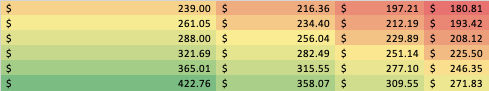 $ 239.00 $ 216.36 $ 197.21 $ 180.81
$ 261.05 $ 234.40 $ 212.19 $ 193.42
$ 288.00 $ 256.04 $ 229.89 $ 208.12
$ 321.69 $ 282.49 $ 251.14 $ 225.50
$ 365.01 $ 315.55 $ 277.10 $ 246.35
$ 422.76 $ 358.07 $ 309.55 $ 271.83